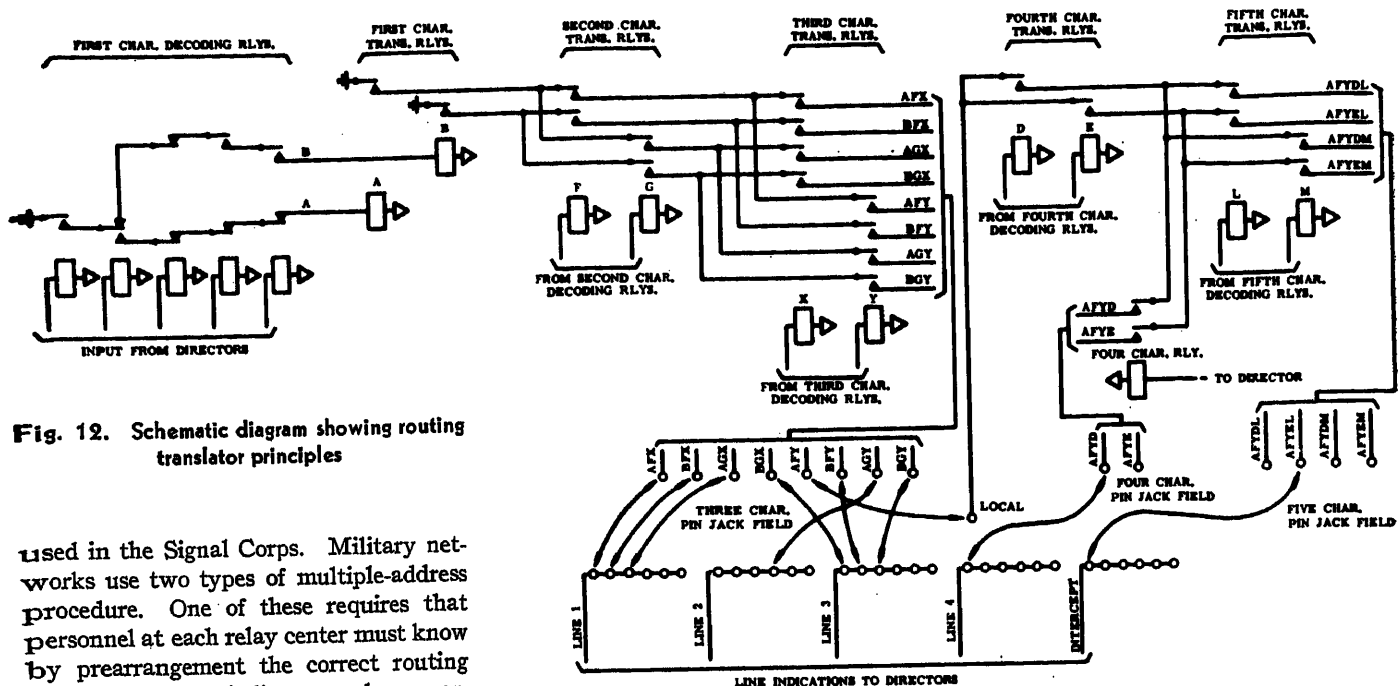 FIRST CHAR. DECODING RLYS.
FIRST CHAR.
TRANS. RLYS.
SECOND CHAR.
TRANS. RLYS.
THIRD CHAR.
TRANS. RLYS.
FOURTH CHAR.
TRANS. RLYS.
FIFTH CHAR.
TRANS. RLYS.
AFX
BFX
AGX
BGX
AFY
BFY
AGY
BGY
AFYDL
AFYEL
AFYDM
AFYEM
B
B
A
A
F
G
D
E
L
M
X
Y
FROM SECOND CHAR.
DECODING RLYS.
FROM FOURTH CHAR.
DECODING RLYS.
FROM FIFTH CHAR.
DECODING RLYS.
INPUT FROM DIRECTORS
AFYD
AFYE
FOUR CHAR. RLY.
TO DIRECTOR
FROM THIRD CHAR.
DECODING RLYS.
Fig. 12. Schematic diagram showing routing
translator principles
AFX
BFX
AGX
BGX
AFY
BFY
AGY
BGY
AFYD
AFYE
AFYDL
AFYEL
AFYDM
AFYEM
THREE CHAR.
PIN JACK FIELD
LOCAL
FOUR CHAR.
PIN JACK FIELD
FIVE CHAR.
PIN JACK FIELD
LINE 1
LINE 2
LINE 3
LINE 4
INTERCEPT
LINE INDICATIONS TO DIRECTORS
used in the Signal Corps. Military net-
works use two types of multiple-address
procedure. One of these requires that
personnel at each relay center must know
by prearrangement the correct routing